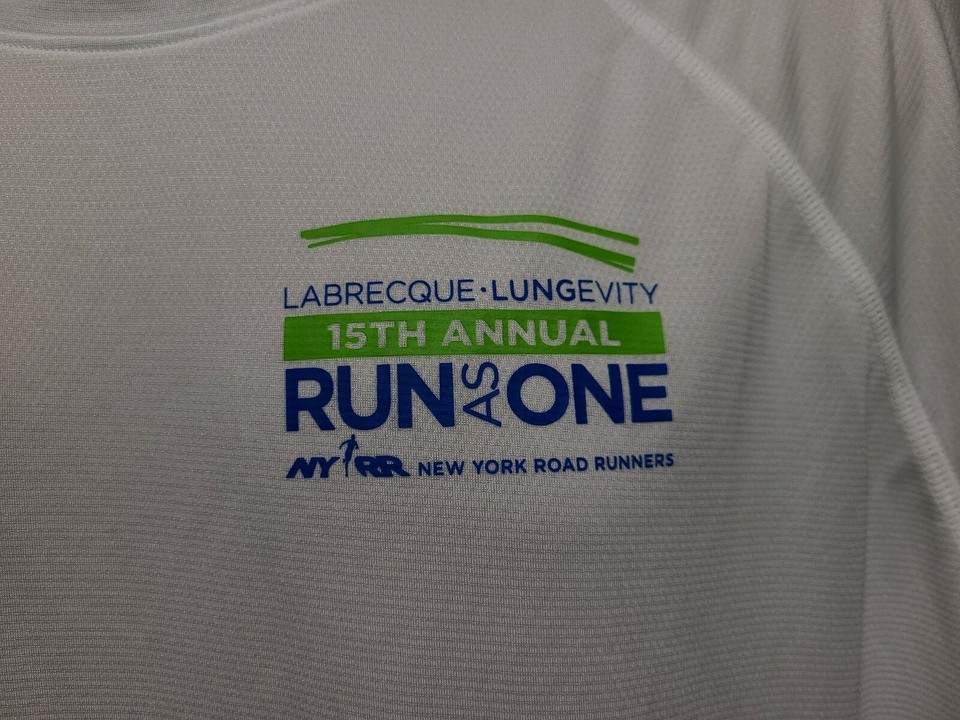 LABRECQUE·LUNGEVITY
15TH ANNUAL
RUN AS ONE
NYRR NEW YORK ROAD RUNNERS